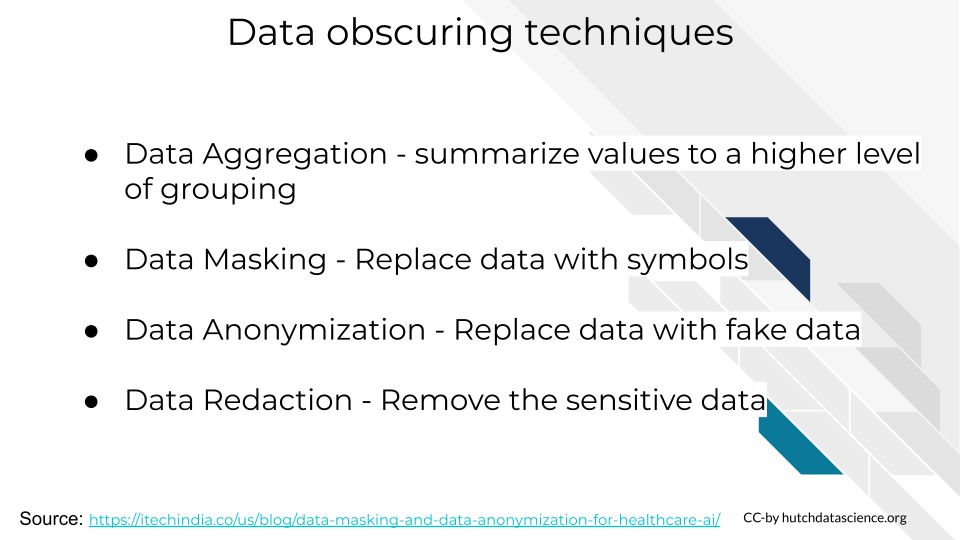 Data obscuring techniques
● Data Aggregation - summarize values to a higher level
of grouping
● Data Masking - Replace data with symbols
● Data Anonymization - Replace data with fake data
● Data Redaction - Remove the sensitive data
Source: https://itechindia.co/us/blog/data-masking-and-data-anonymization-for-healthcare-ai/
CC-by hutchdatascience.org